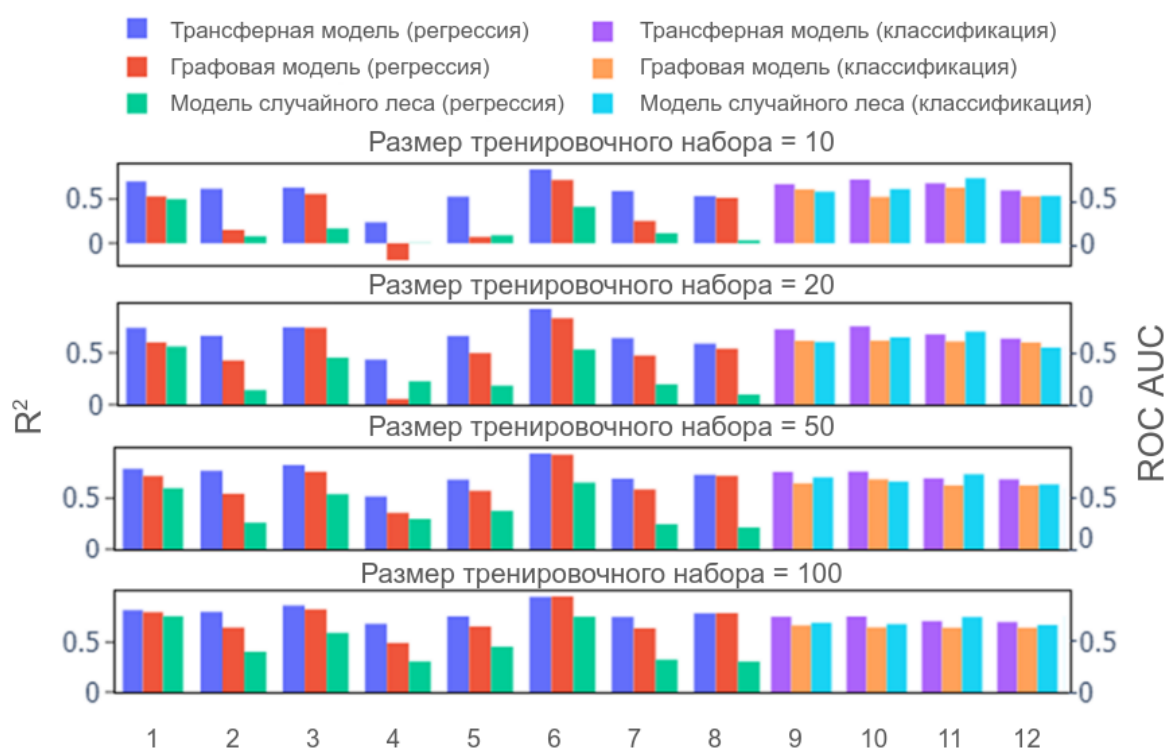 Трансферная модель (регрессия) Трансферная модель (классификация)
Графовая модель (регрессия) Графовая модель (классификация)
Модель случайного леса (регрессия) Модель случайного леса (классификация)
Размер тренировочного набора = 10
0.5 0.5
0 0
Размер тренировочного набора = 20
0.5 0.5
0 0
R² ROC AUC
Размер тренировочного набора = 50
0.5 0.5
0 0
Размер тренировочного набора = 100
0.5 0.5
0 0
1 2 3 4 5 6 7 8 9 10 11 12